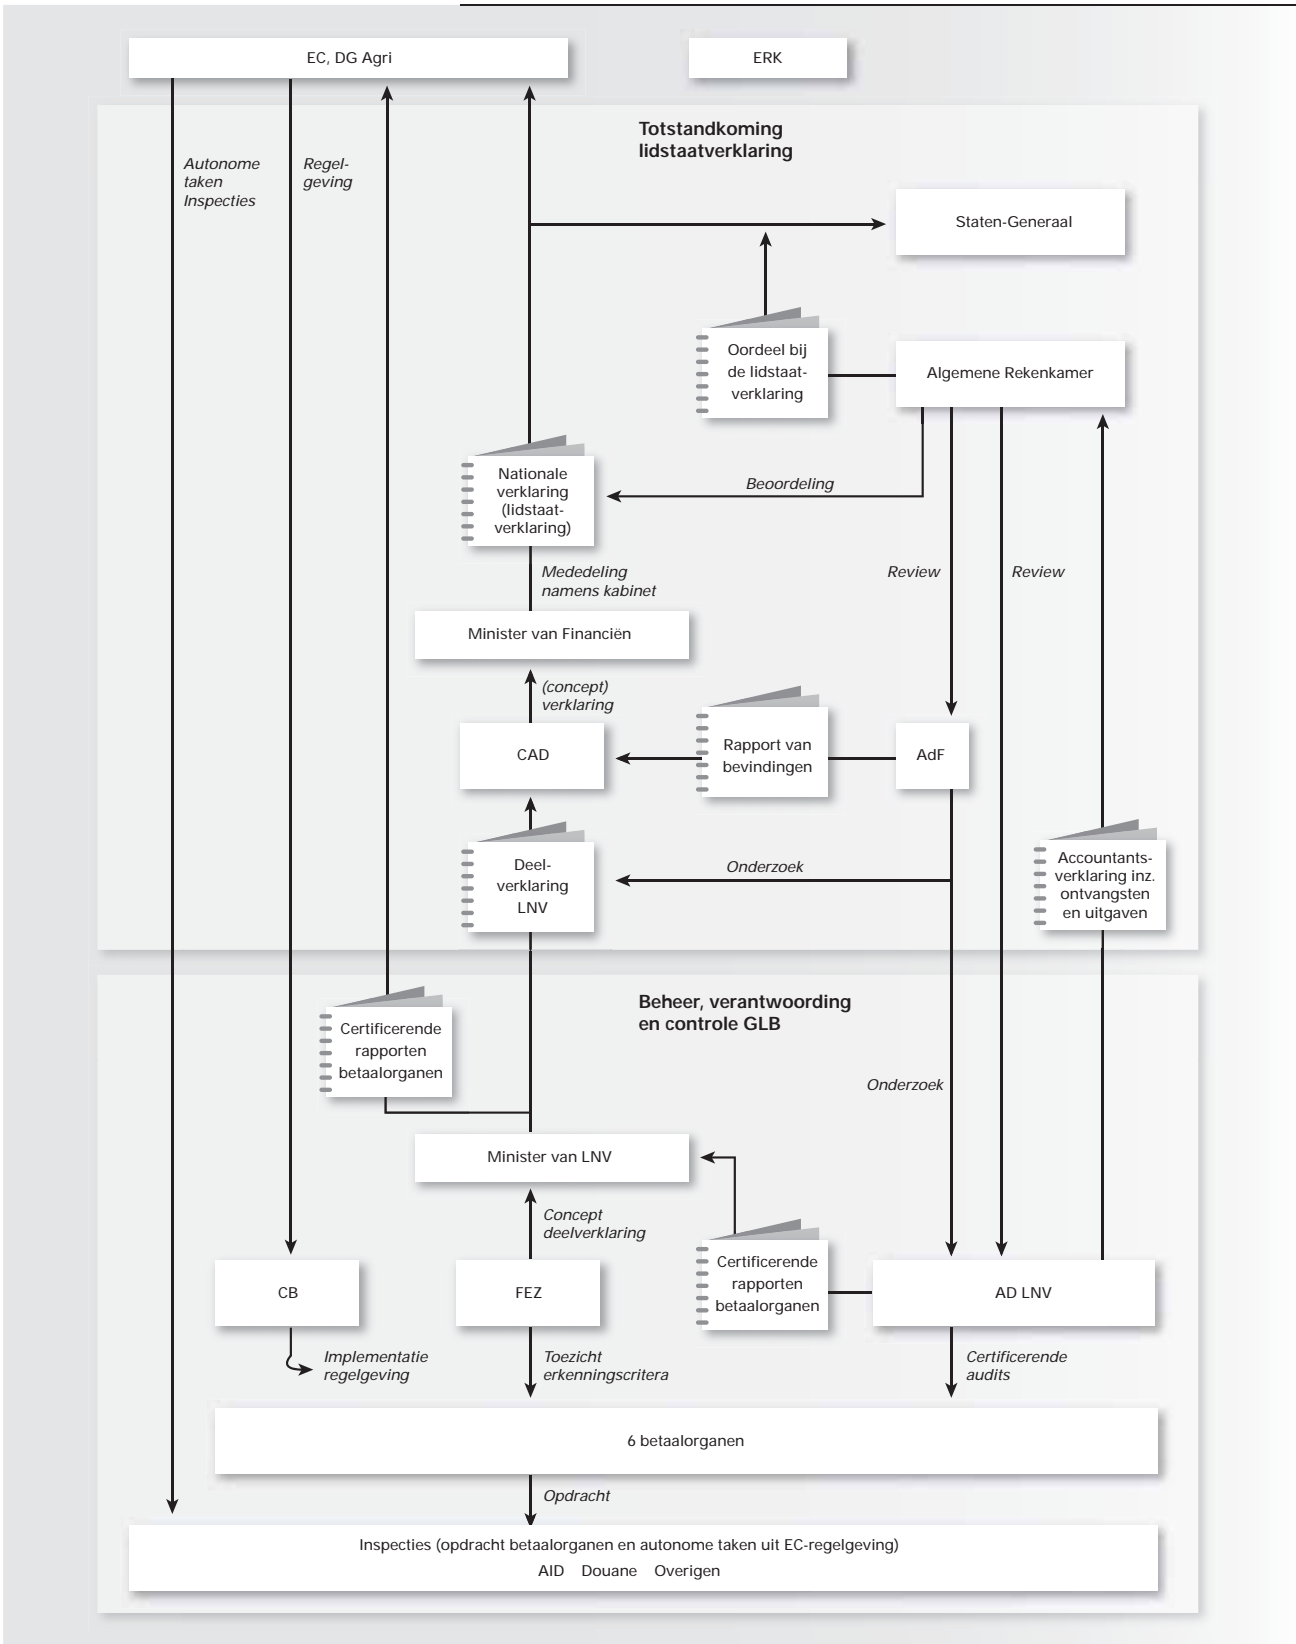 EC, DG Agri
ERK
Totstandkoming
lidstaatverklaring
Autonome
taken
Inspecties
Regel-
geving
Staten-Generaal
Oordeel bij
de lidstaat-
verklaring
Algemene Rekenkamer
Nationale
verklaring
(lidstaat-
verklaring)
Beoordeling
Mededeling
namens kabinet
Review
Review
Minister van Financiën
(concept)
verklaring
CAD
Rapport van
bevindingen
AdF
Deel-
verklaring
LNV
Onderzoek
Accountants-
verklaring inz.
ontvangsten
en uitgaven
Beheer, verantwoording
en controle GLB
Certificerende
rapporten
betaalorganen
Onderzoek
Minister van LNV
Concept
deelverklaring
Certificerende
rapporten
betaalorganen
CB
FEZ
AD LNV
Implementatie
regelgeving
Toezicht
erkenningscritera
Certificerende
audits
6 betaalorganen
Opdracht
Inspecties (opdracht betaalorganen en autonome taken uit EC-regelgeving)
AID Douane Overigen